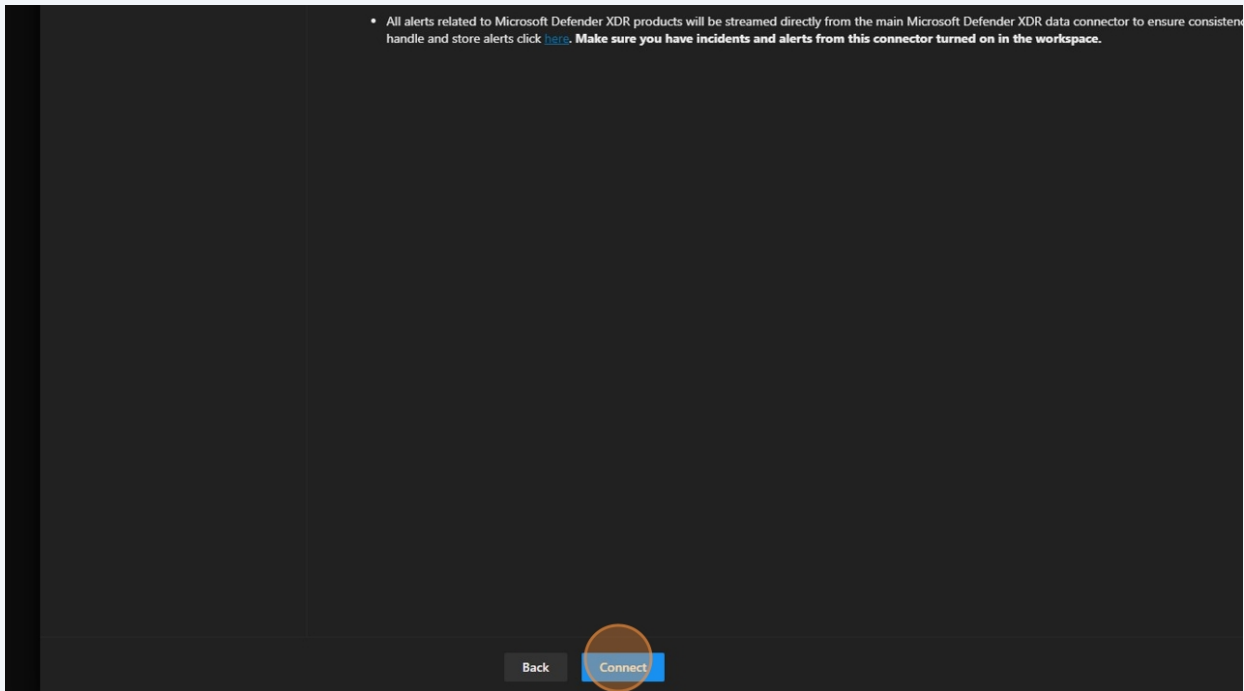 • All alerts related to Microsoft Defender XDR products will be streamed directly from the main Microsoft Defender XDR data connector to ensure
handle and store alerts click here. Make sure you have incidents and alerts from this connector turned on in the workspace.
Back
Connect